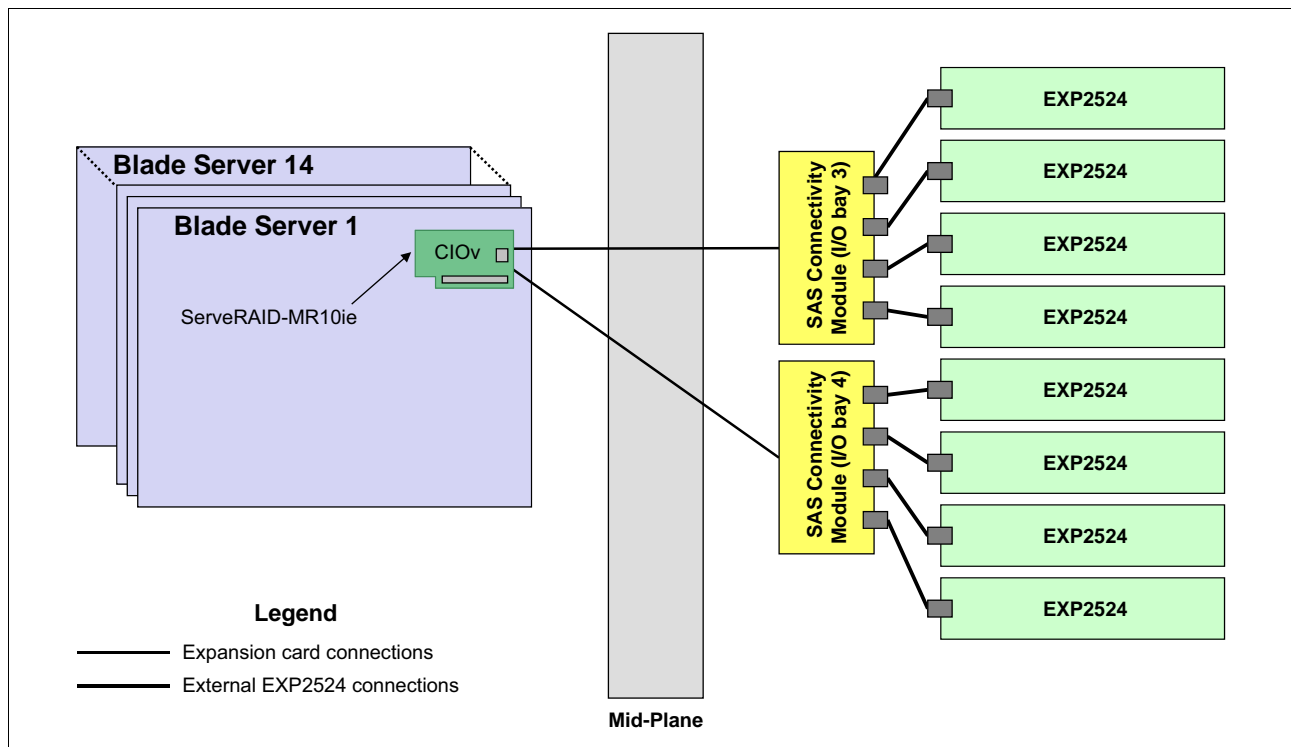 Blade Server 14
Blade Server 1
CIOv
ServeRAID-MR10ie
Mid-Plane
SAS Connectivity
Module (I/O bay 3)
SAS Connectivity
Module (I/O bay 4)
EXP2524
EXP2524
EXP2524
EXP2524
EXP2524
EXP2524
EXP2524
EXP2524
Legend
Expansion card connections
External EXP2524 connections